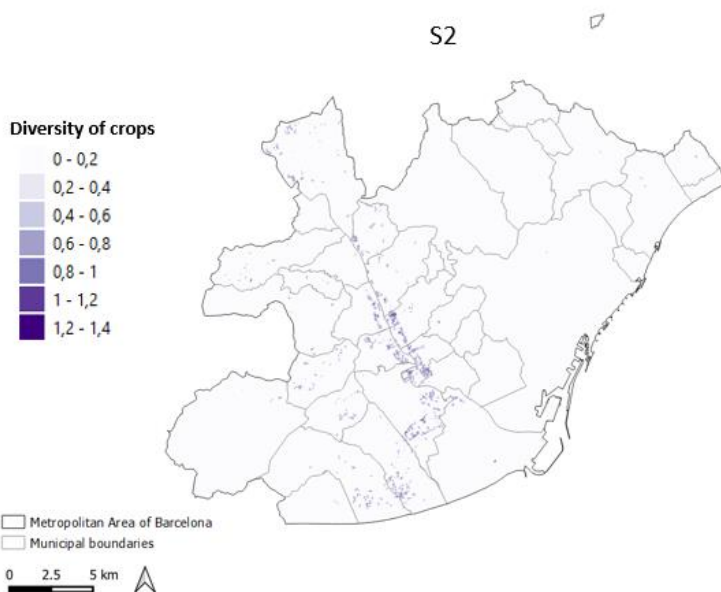 S2
Diversity of crops
0 - 0,2
0,2 - 0,4
0,4 - 0,6
0,6 - 0,8
0,8 - 1
1 - 1,2
1,2 - 1,4
Metropolitan Area of Barcelona
Municipal boundaries
0 2.5 5 km